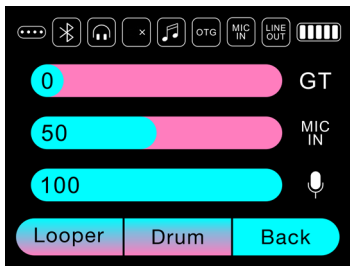 OTG MIC IN LINE OUT
0 GT
50 MIC IN
100
Looper Drum Back